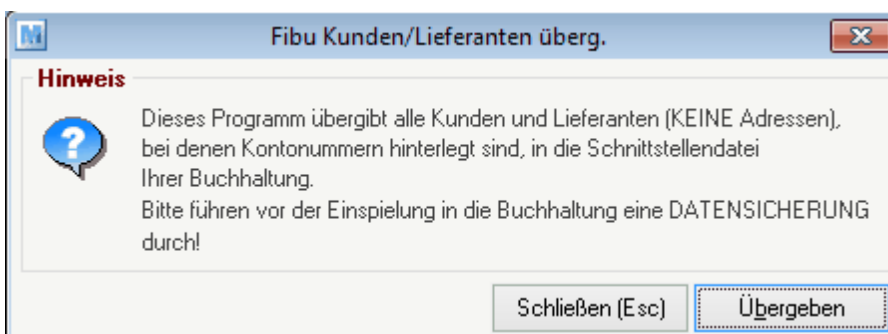 Fibu Kunden/Lieferanten überg.
Hinweis
Dieses Programm übergibt alle Kunden und Lieferanten (KEINE Adressen),
bei denen Kontonummern hinterlegt sind, in die Schnittstellendatei
Ihrer Buchhaltung.
Bitte führen vor der Einspielung in die Buchhaltung eine DATENSICHERUNG
durch!
Schließen (Esc) Übergeben